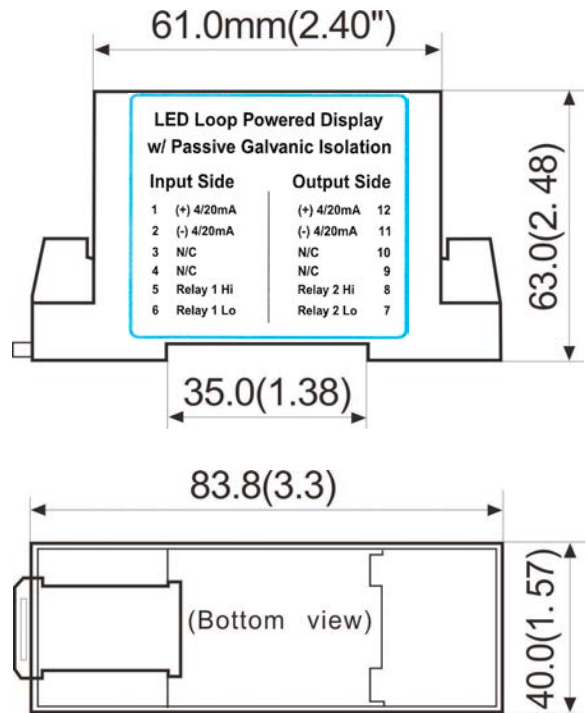 61.0mm(2.40")
LED Loop Powered Display
w/ Passive Galvanic Isolation
Input Side Output Side
1 (+) 4/20mA (+) 4/20mA 12
2 (-) 4/20mA (-) 4/20mA 11
3 N/C N/C 10
4 N/C N/C 9
5 Relay 1 Hi Relay 2 Hi 8
6 Relay 1 Lo Relay 2 Lo 7
63.0(2.48)
35.0(1.38)
83.8(3.3)
(Bottom view)
40.0(1.57)